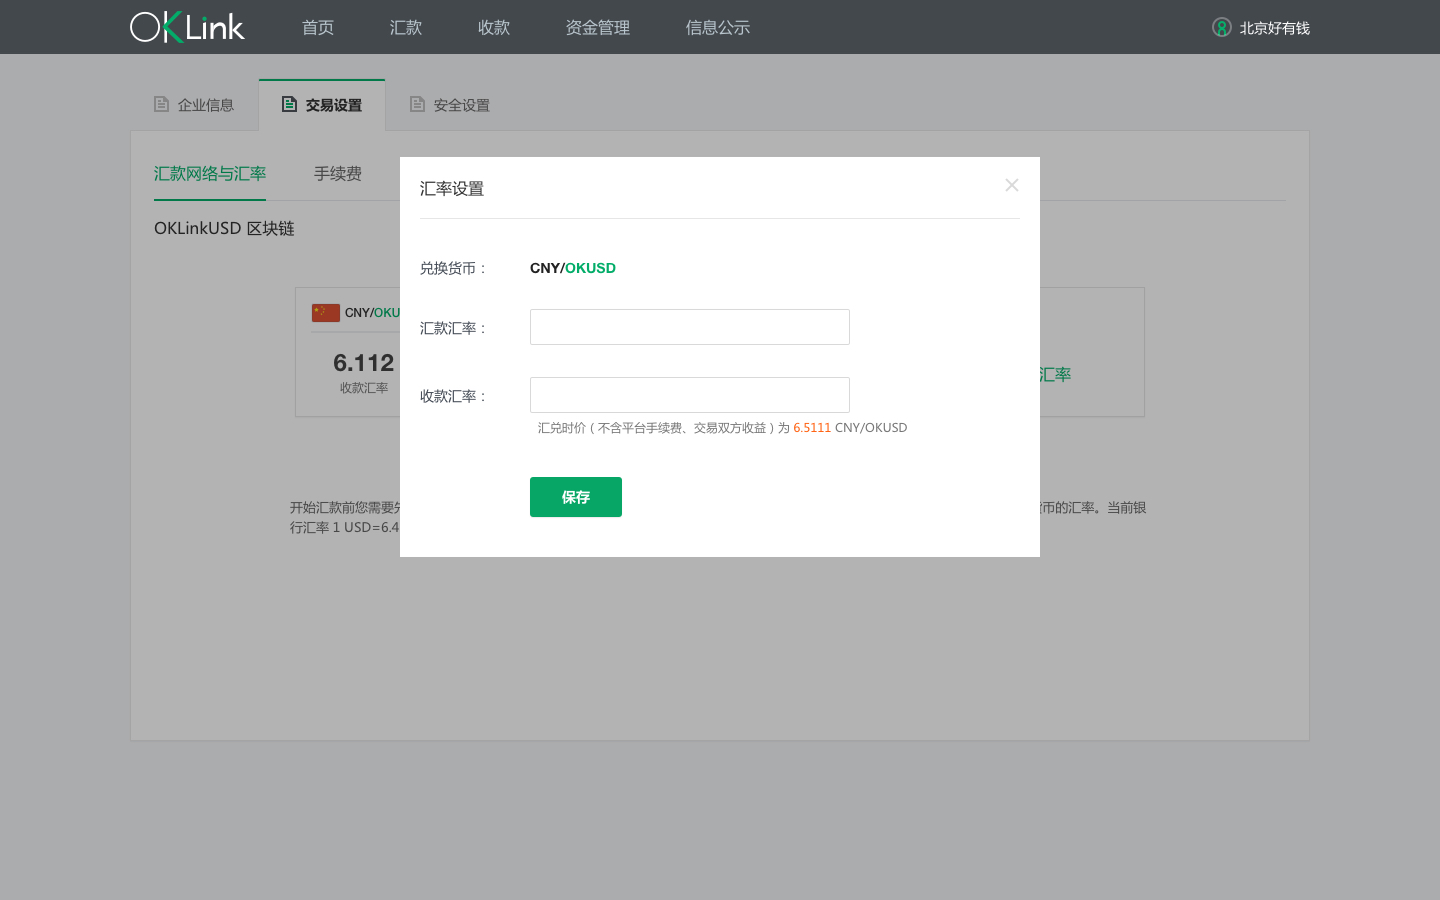 OKLink 首页 汇款 收款 资金管理 信息公示 北京好有钱
企业信息 交易设置 安全设置
汇款网络与汇率 手续费
汇率设置
OKLinkUSD 区块链
兑换货币： CNY/OKUSD
CNY/OKU
汇款汇率：
6.112
汇率
收款汇率
收款汇率：
汇兑时价（不含平台手续费、交易双方收益）为 6.5111 CNY/OKUSD
保存
开始汇款前您需要 币的汇率。当前银
行汇率 1 USD=6.4